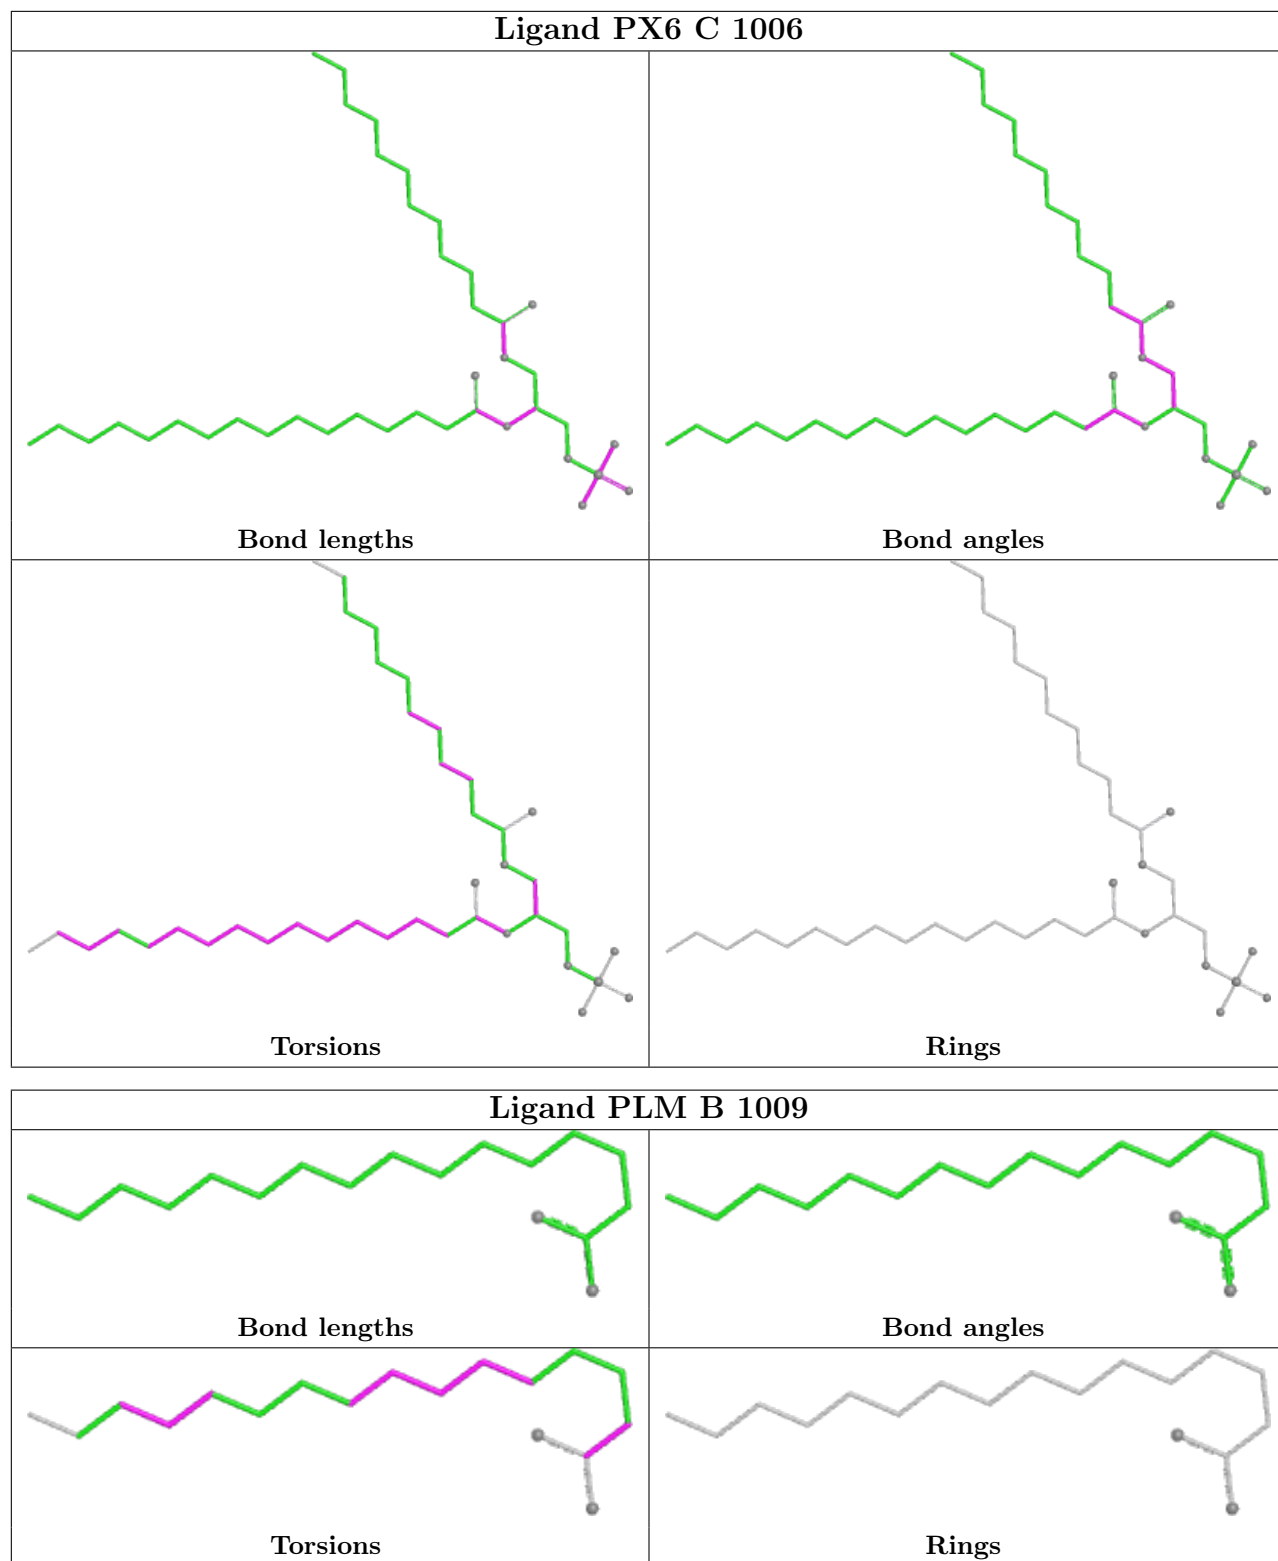 Ligand PX6 C 1006
Bond lengths
Bond angles
Torsions
Rings
Ligand PLM B 1009
Bond lengths
Bond angles
Torsions
Rings